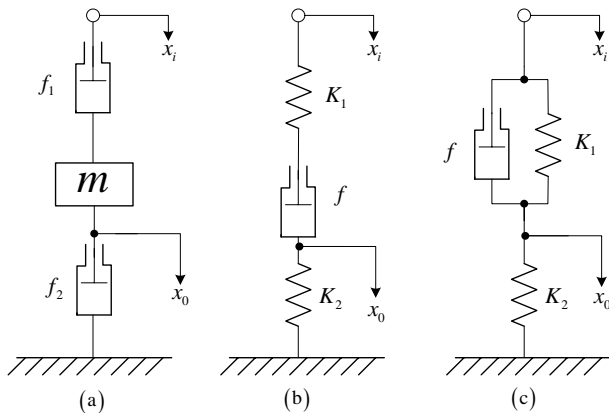 x_i
f_1
m
f_2
x_0
(a)
x_i
K_1
f
K_2
x_0
(b)
x_i
f
K_1
K_2
x_0
(c)